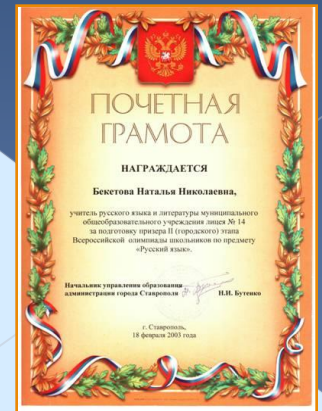 ПОЧЕТНАЯ
ГРАМОТА
НАГРАЖДАЕТСЯ
Бекетова Наталья Николаевна,
учитель русского языка и литературы муниципального
общеобразовательного учреждения лицея № 14
за подготовку призера II (городского) этапа
Всероссийской олимпиады школьников по предмету
«Русский язык».
Начальник управления образования
администрации города Ставрополя Н.И. Бутенко
г. Ставрополь,
18 февраля 2003 года